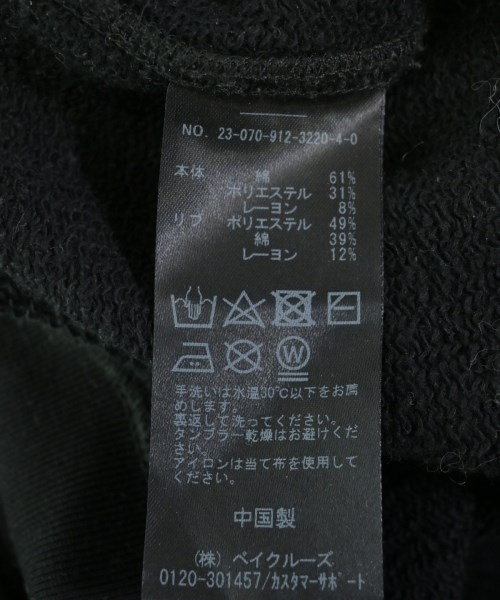 NO. 23-070-912-3220-4-0
本体 綿 61%
ポリエステル 31%
レーヨン 8%
リブ ポリエステル 49%
綿 39%
レーヨン 12%
W
手洗いは水温30℃以下をお薦
めします。
裏返して洗ってください。
タンブラー乾燥はお避けくださ
い。
アイロンは当て布を使用して
ください。
中国製
(株) ベイクルーズ
0120-301457/カスタマーサポート